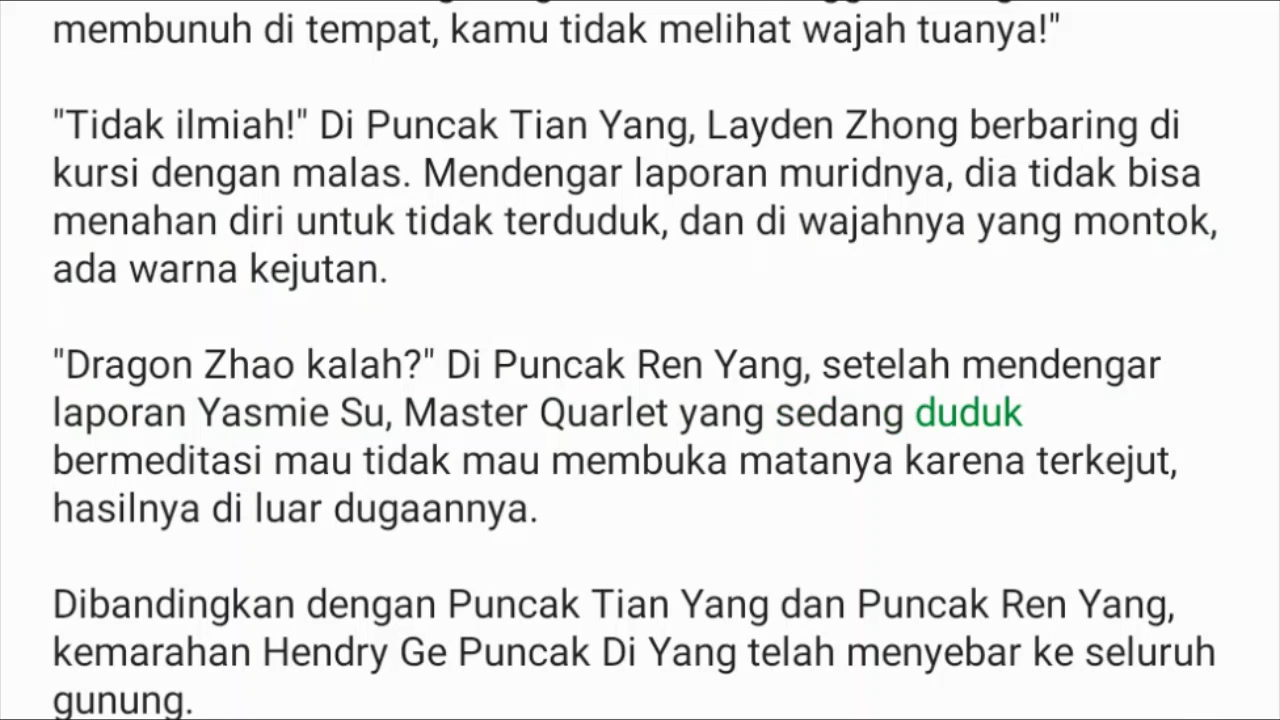 membunuh di tempat, kamu tidak melihat wajah tuanya!"
"Tidak ilmiah!" Di Puncak Tian Yang, Layden Zhong berbaring di
kursi dengan malas. Mendengar laporan muridnya, dia tidak bisa
menahan diri untuk tidak terduduk, dan di wajahnya yang montok,
ada warna kejutan.
"Dragon Zhao kalah?" Di Puncak Ren Yang, setelah mendengar
laporan Yasmie Su, Master Quarlet yang sedang duduk
bermeditasi mau tidak mau membuka matanya karena terkejut,
hasilnya di luar dugaannya.
Dibandingkan dengan Puncak Tian Yang dan Puncak Ren Yang,
kemarahan Hendry Ge Puncak Di Yang telah menyebar ke seluruh
gunung.